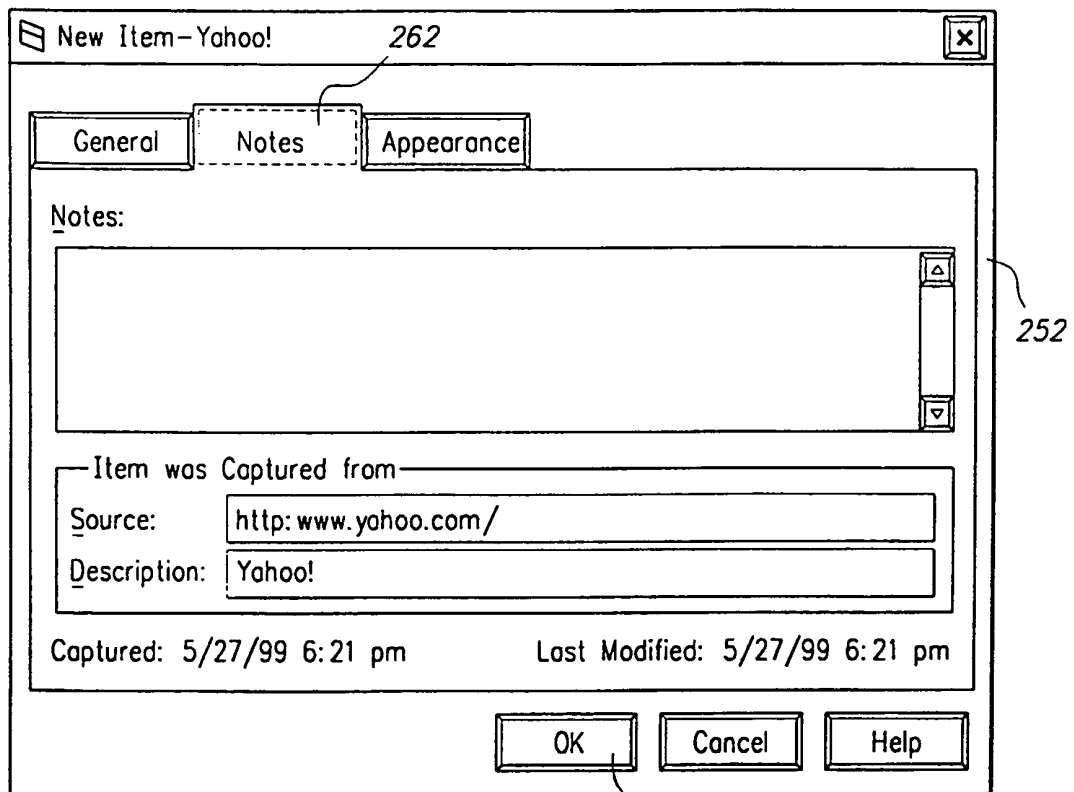 New Item-Yahoo!
262
General Notes Appearance
Notes:
252
Item was Captured from
Source: http:www.yahoo.com/
Description: Yahoo!
Captured: 5/27/99 6:21 pm Last Modified: 5/27/99 6:21 pm
OK Cancel Help